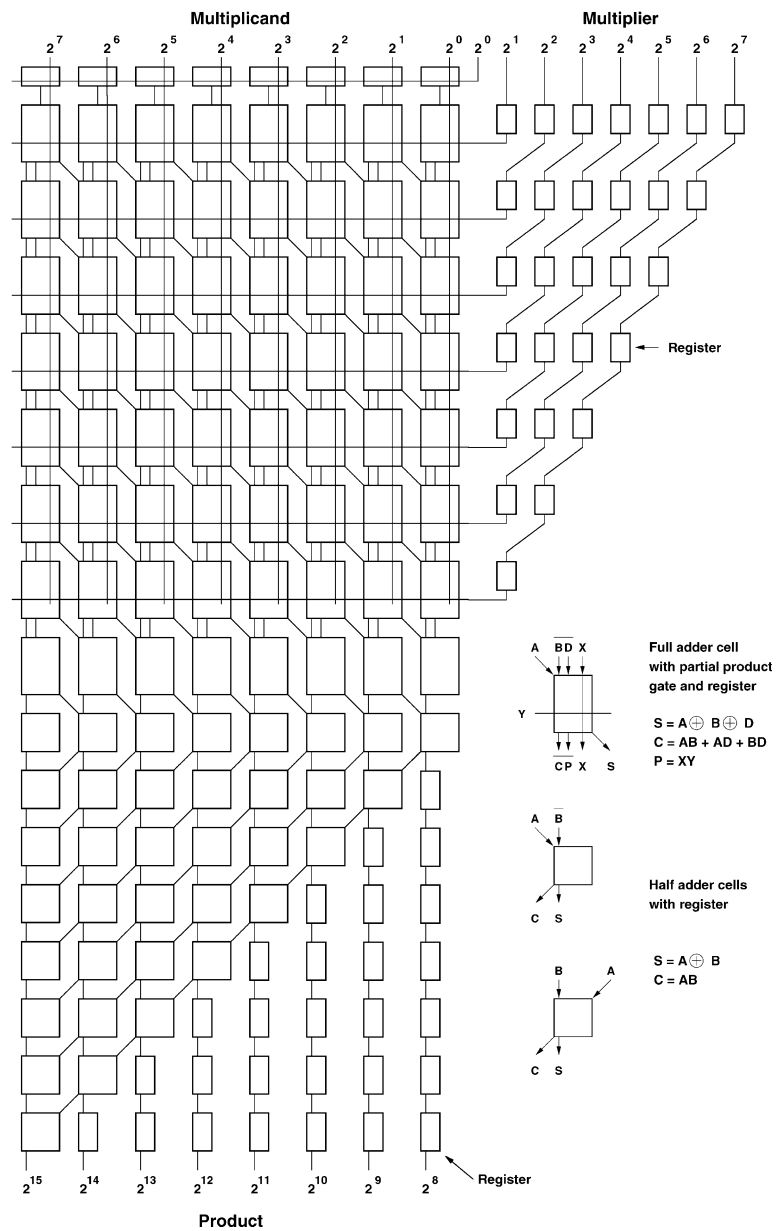 Multiplicand Multiplier
2^7 2^6 2^5 2^4 2^3 2^2 2^1 2^0 2^0 2^1 2^2 2^3 2^4 2^5 2^6 2^7
Register
A B̅ D̅ X
Y
C̅ P̅ X S
Full adder cell
with partial product
gate and register
S = A ⊕ B ⊕ D
C = AB + AD + BD
P = XY
A B̅
C S
Half adder cells
with register
S = A ⊕ B
C = AB
B A
C S
Register
2^15 2^14 2^13 2^12 2^11 2^10 2^9 2^8
Product